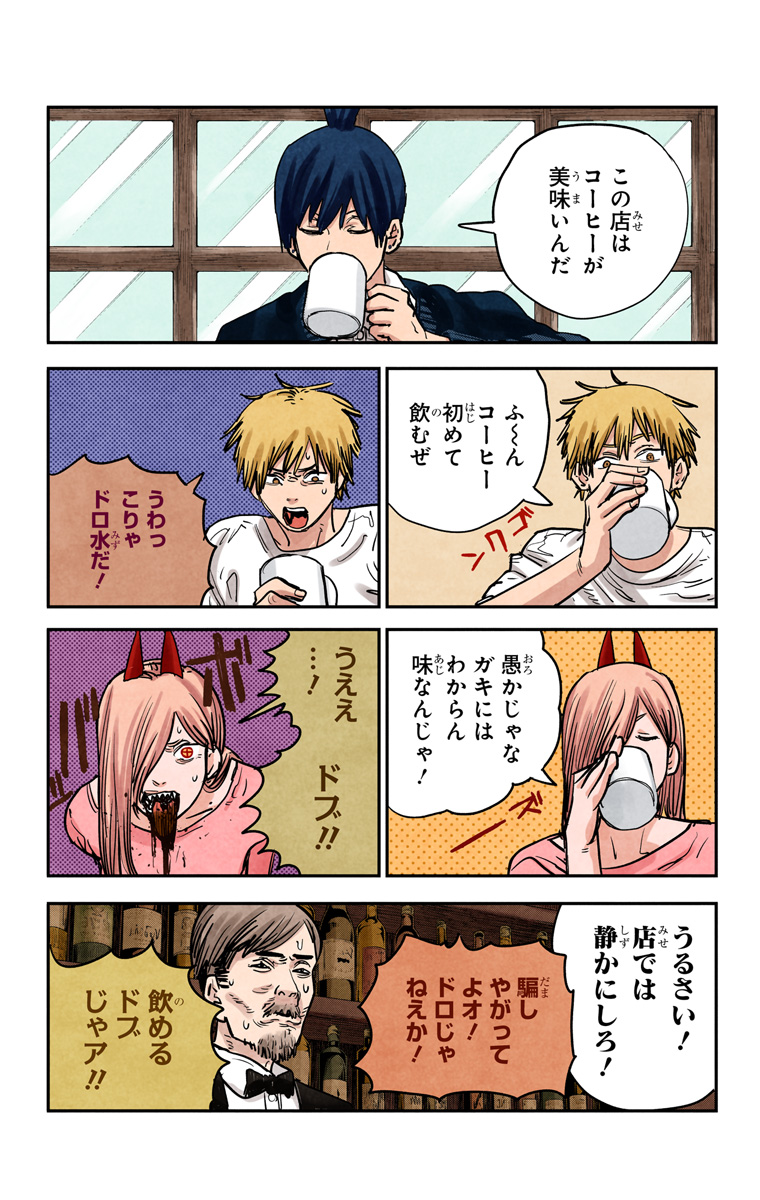 この店は
コーヒーが
美味いんだ
ふ〜ん
コーヒー
初めて
飲むぜ
ゴクン
うわっ
こりゃ
ドロ水だ！
愚かじゃな
ガキには
わからん
味なんじゃ！
ズ
うええ
…！
ドブ!!
ボ
うるさい！
店では
静かにしろ！
騙し
やがって
よオ！
ドロじゃ
ねえか！
飲める
ドブ
じゃア!!